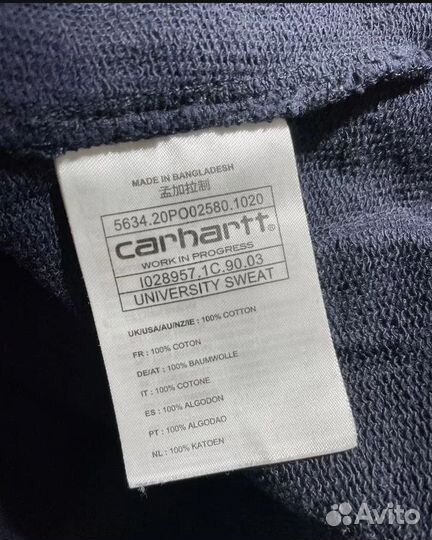 MADE IN BANGLADESH
孟加拉制
5634.20PO02580.1020
carhartt®
WORK IN PROGRESS
I028957.1C.90.03
UNIVERSITY SWEAT
UK/USA/AU/NZ/IE : 100% COTTON
FR : 100% COTON
DE/AT : 100% BAUMWOLLE
IT : 100% COTONE
ES : 100% ALGODON
PT : 100% ALGODAO
NL : 100% KATOEN
Avito